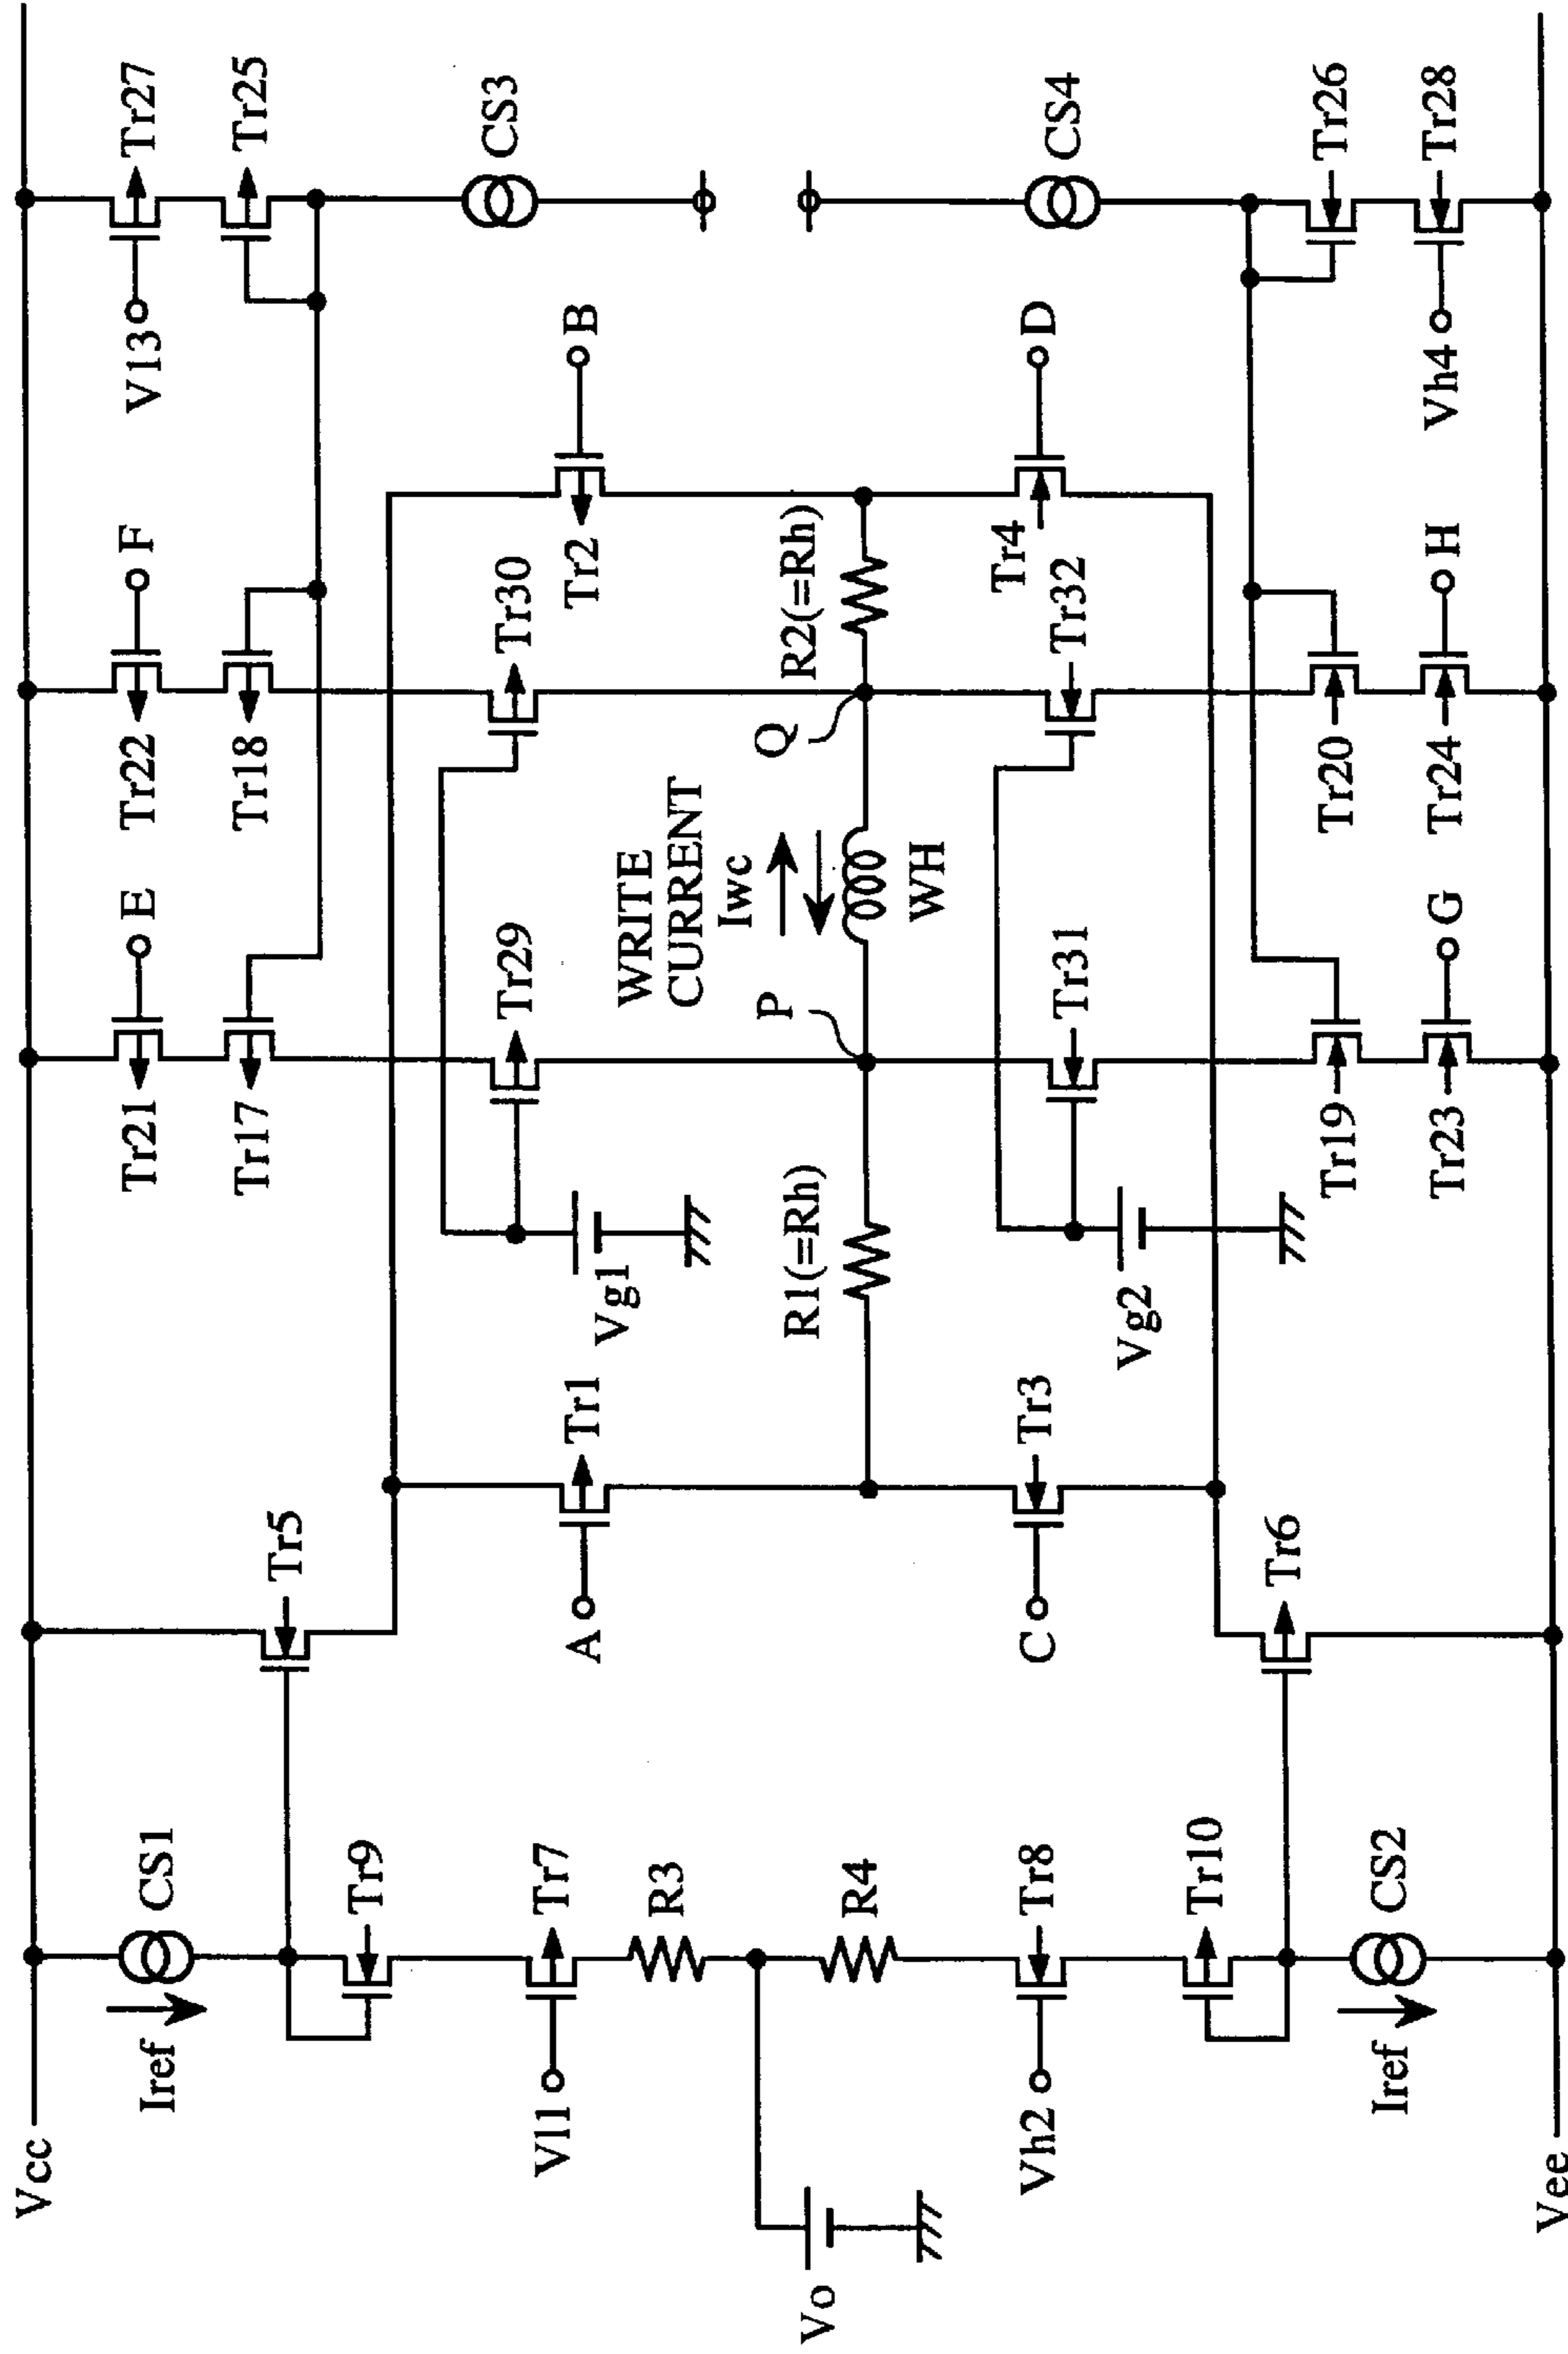 Vcc
Iref
CS1
Tr5
Tr21
E
Tr22
F
V13
Tr27
Tr9
Tr17
Tr18
Tr25
Vl1
Tr7
A
Tr1
Vg1
Tr29
Tr30
Tr2
B
CS3
R3
WRITE
CURRENT
Iwc
Vo
R1(=Rh)
P
Q
R2(=Rh)
R4
WH
Vh2
Tr8
C
Tr3
Vg2
Tr31
Tr32
Tr4
D
CS4
Tr10
Tr6
Tr19
Tr20
Tr26
Iref
CS2
Tr23
G
Tr24
H
Vh4
Tr28
Vee